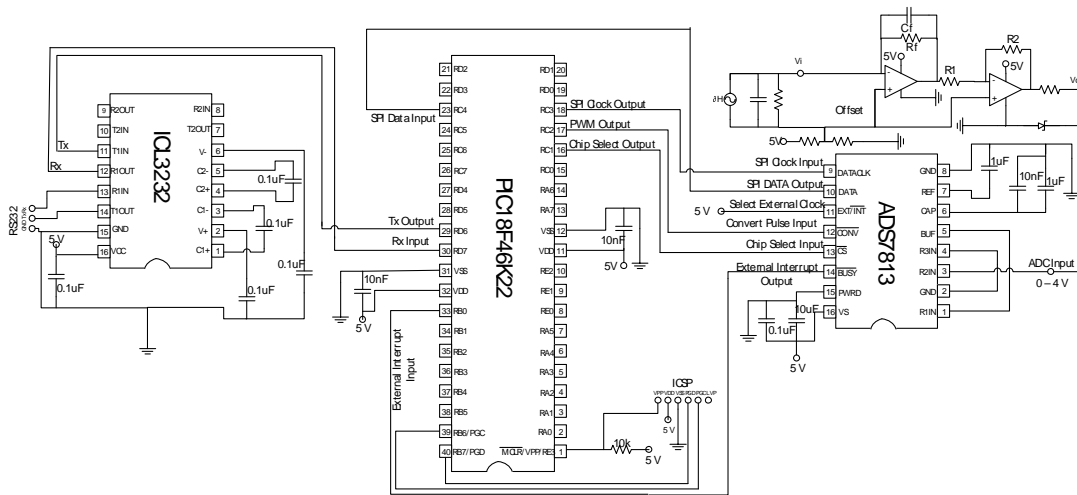 Cf
Rf
5V
R2
5V
R1
Vi
Offset
5V
ICL3232
9 R2OUT
10 T2IN
11 T1IN
12 R1OUT
13 R1IN
14 T1OUT
15 GND
16 VCC
R2IN 8
T2OUT 7
V- 6
C2- 5
C2+ 4
C1- 3
V+ 2
C1+ 1
Tx
Rx
RS23.2
5 V
0.1uF
0.1uF
0.1uF
0.1uF
0.1uF
PIC18F46K22
21 RD2
22 RD3
23 RC4
24 RC5
25 RC6
26 RC7
27 RD4
28 RD5
29 RD6
30 RD7
31 VSS
32 VDD
33 RB0
34 RB1
35 RB2
36 RB3
37 RB4
38 RB5
39 RB6/PGC
40 RB7/PGD
RD1 20
RD0 19
RC3 18
RC2 17
RC1 16
RC0 15
RA6 14
RA7 13
VSS 12
VDD 11
RE2 10
RE1 9
RE0 8
RA5 7
RA4 6
RA3 5
RA2 4
RA1 3
RA0 2
MCLR/VPP/RE3 1
SPI Data Input
Tx Output
Rx Input
10nF
5 V
External Interrupt
Input
SPI Clock Output
PWM Output
Chip Select Output
10nF
5V
ICSP
VPP VDD VSS PGD PGC LVP
5 V
10k
5 V
SPI Clock Input
SPI DATA Output
Select External Clock
5 V
Convert Pulse Input
Chip Select Input
External Interrupt
Output
ADS7813
9 DATACLK
10 DATA
11 EXT/INT
12 CONV
13 CS
14 BUSY
15 PWRD
16 VS
GND 8
REF 7
CAP 6
BUF 5
R3IN 4
R2IN 3
GND 2
R1IN 1
1uF
10nF
1uF
ADC Input
0 – 4 V
0.1uF
10uF
5 V